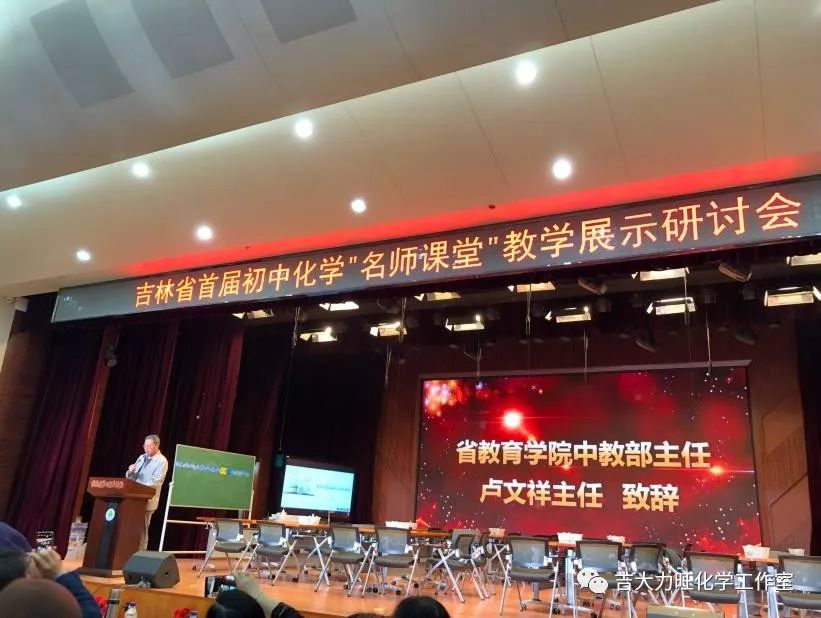 吉林省首届初中化学"名师课堂"教学展示研讨会
省教育学院中教部主任
卢文祥主任 致辞
吉大力旺化学工作室